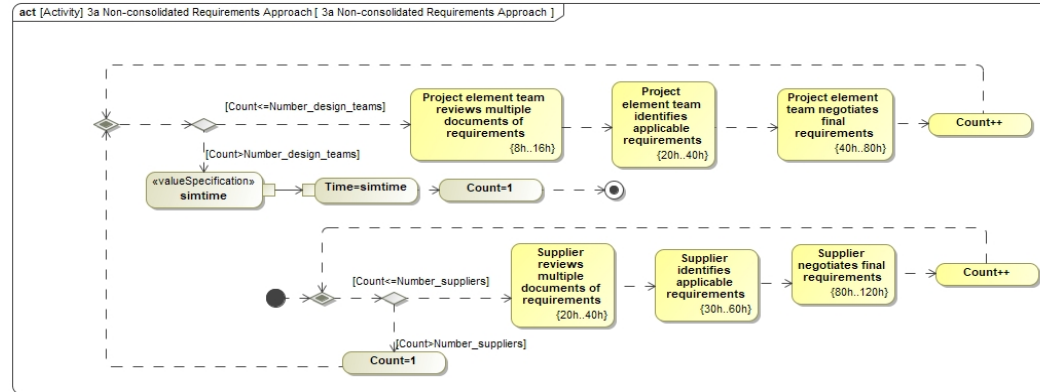 act [Activity] 3a Non-consolidated Requirements Approach [ 3a Non-consolidated Requirements Approach ]
[Count<=Number_design_teams]
Project element team
reviews multiple
documents of
requirements
{8h..16h}
Project
element team
identifies
applicable
requirements
{20h..40h}
Project element
team negotiates
final
requirements
{40h..80h}
Count++
[Count>Number_design_teams]
«valueSpecification»
simtime
Time=simtime
Count=1
[Count<=Number_suppliers]
Supplier
reviews
multiple
documents of
requirements
{20h..40h}
Supplier
identifies
applicable
requirements
{30h..60h}
Supplier
negotiates final
requirements
{80h..120h}
Count++
[Count>Number_suppliers]
Count=1